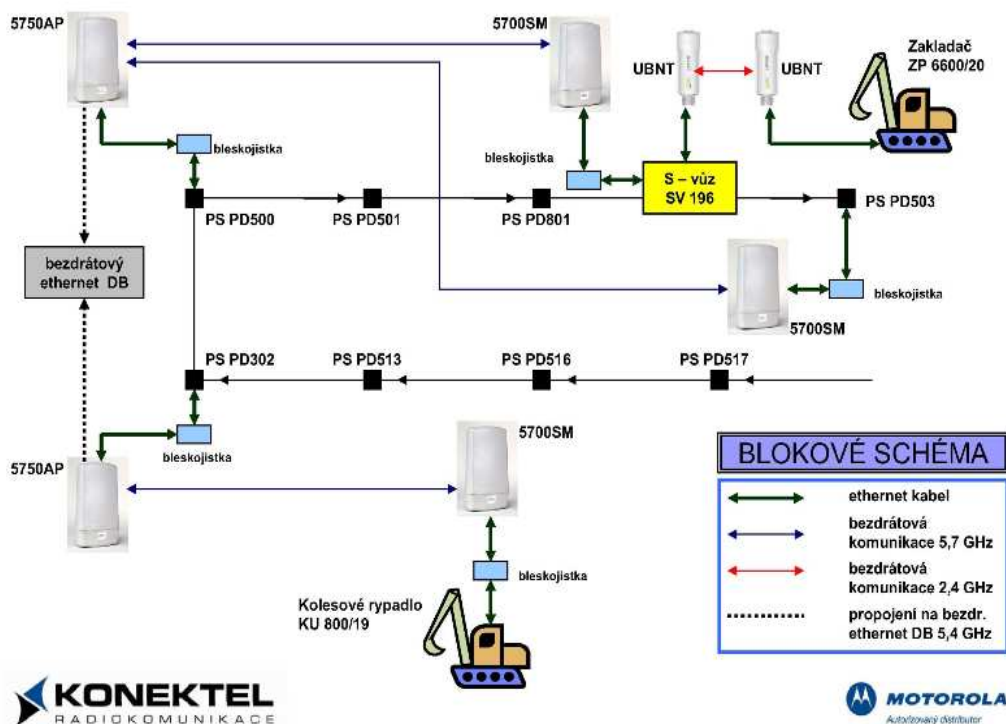 5750AP
5700SM
UBNT
UBNT
Zakladač
ZP 6600/20
bleskojistka
bleskojistka
S – vůz
SV 196
PS PD500
PS PD501
PS PD801
PS PD503
bezdrátový
ethernet DB
bleskojistka
5700SM
PS PD302
PS PD513
PS PD516
PS PD517
bleskojistka
5750AP
5700SM
bleskojistka
Kolesové rypadlo
KU 800/19
BLOKOVÉ SCHÉMA
ethernet kabel
bezdrátová
komunikace 5,7 GHz
bezdrátová
komunikace 2,4 GHz
propojení na bezdr.
ethernet DB 5,4 GHz
KONEKTEL
RADIOKOMUNIKACE
MOTOROLA
Autorizovaný distributor